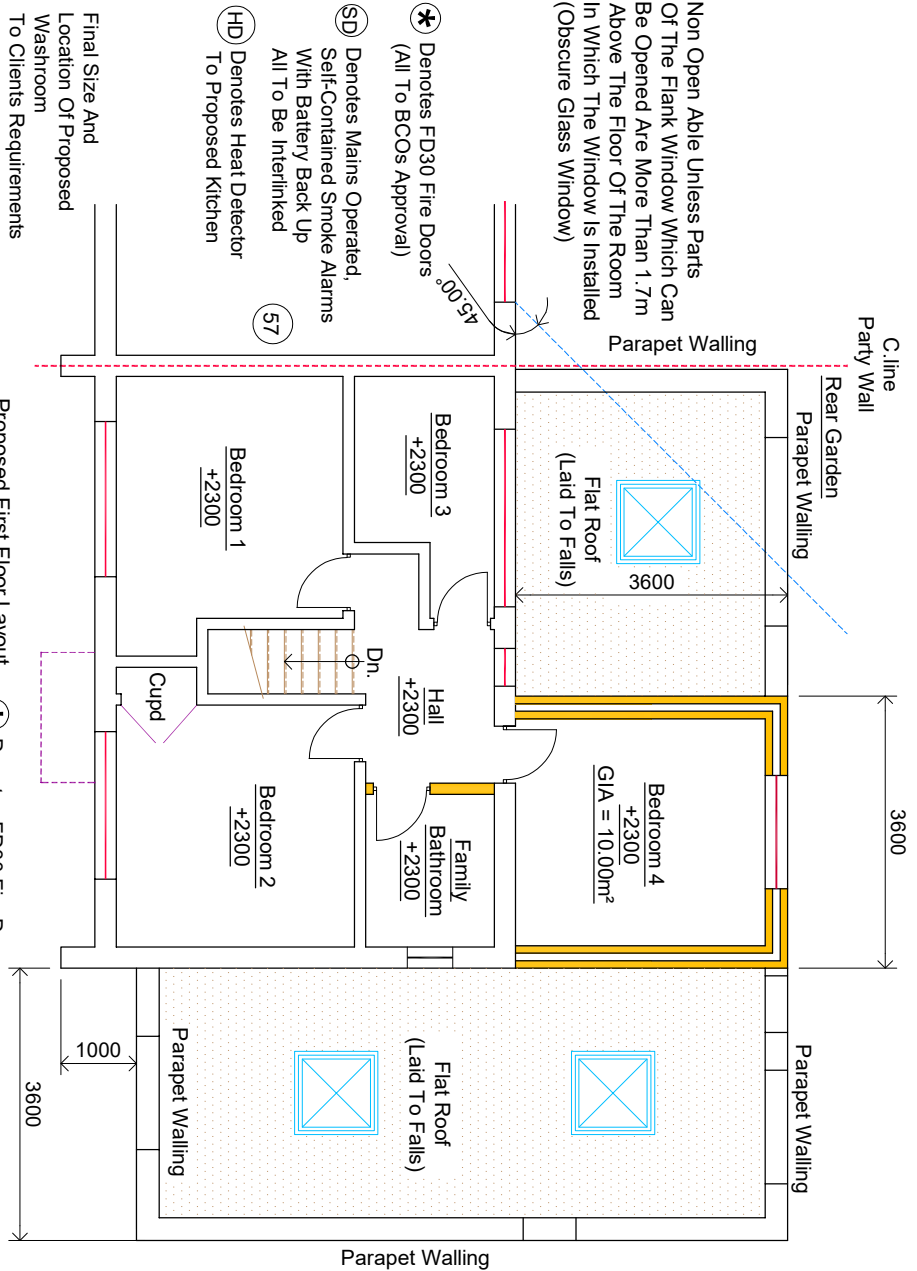 C.line
Party Wall
Rear Garden
Parapet Walling
Parapet Walling
Non Open Able Unless Parts
Of The Flank Window Which Can
Be Opened Are More Than 1.7m
Above The Floor Of The Room
In Which The Window Is Installed
(Obscure Glass Window)
✱ Denotes FD30 Fire Doors
(All To BCOs Approval)
SD Denotes Mains Operated,
Self-Contained Smoke Alarms
With Battery Back Up
All To Be Interlinked
HD Denotes Heat Detector
To Proposed Kitchen
Final Size And
Location Of Proposed
Washroom
To Clients Requirements
45.00°
57
Flat Roof
(Laid To Falls)
3600
3600
Bedroom 3
+2300
Bedroom 1
+2300
Dn.
Hall
+2300
Bedroom 4
+2300
GIA = 10.00m²
Family
Bathroom
+2300
Cupd
Bedroom 2
+2300
Parapet Walling
Flat Roof
(Laid To Falls)
Parapet Walling
Parapet Walling
1000
3600
Proposed First Floor Layout